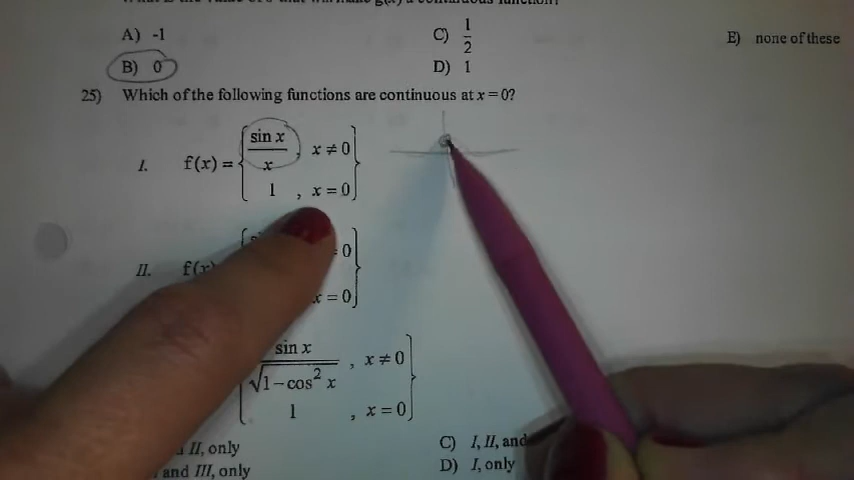 A) -1
C) 1/2
E) none of these
B) 0
D) 1
25) Which of the following functions are continuous at x = 0?
I. f(x) = { sin x / x , x ≠ 0
1 , x = 0 }
II. f(x) 0
x = 0 }
sin x / √1 − cos² x , x ≠ 0
1 , x = 0 }
II, only
C) I, II, and
and III, only
D) I, only